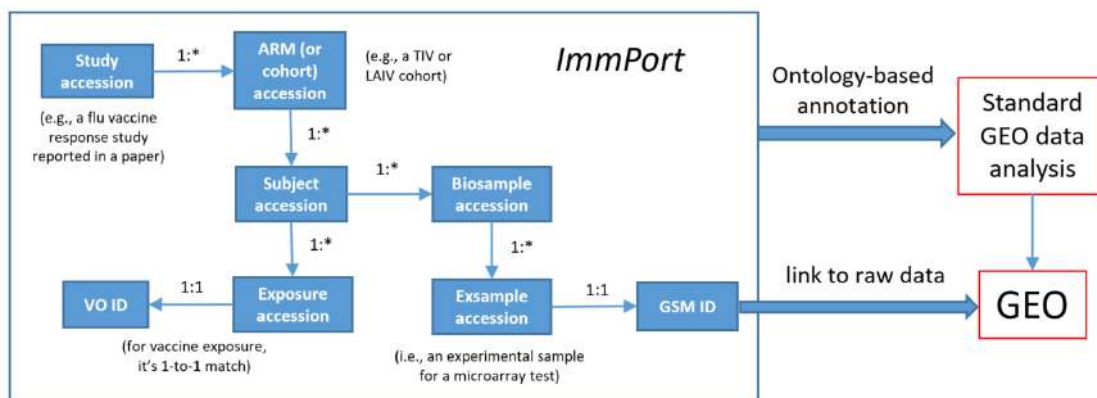 Study
accession
1:*
ARM (or
cohort)
accession
(e.g., a TIV or
LAIV cohort)
ImmPort
(e.g., a flu vaccine
response study
reported in a paper)
1:*
Subject
accession
1:*
Biosample
accession
1:*
1:*
VO ID
1:1
Exposure
accession
Exsample
accession
1:1
GSM ID
(for vaccine exposure,
it's 1-to-1 match)
(i.e., an experimental sample
for a microarray test)
Ontology-based
annotation
Standard
GEO data
analysis
link to raw data
GEO